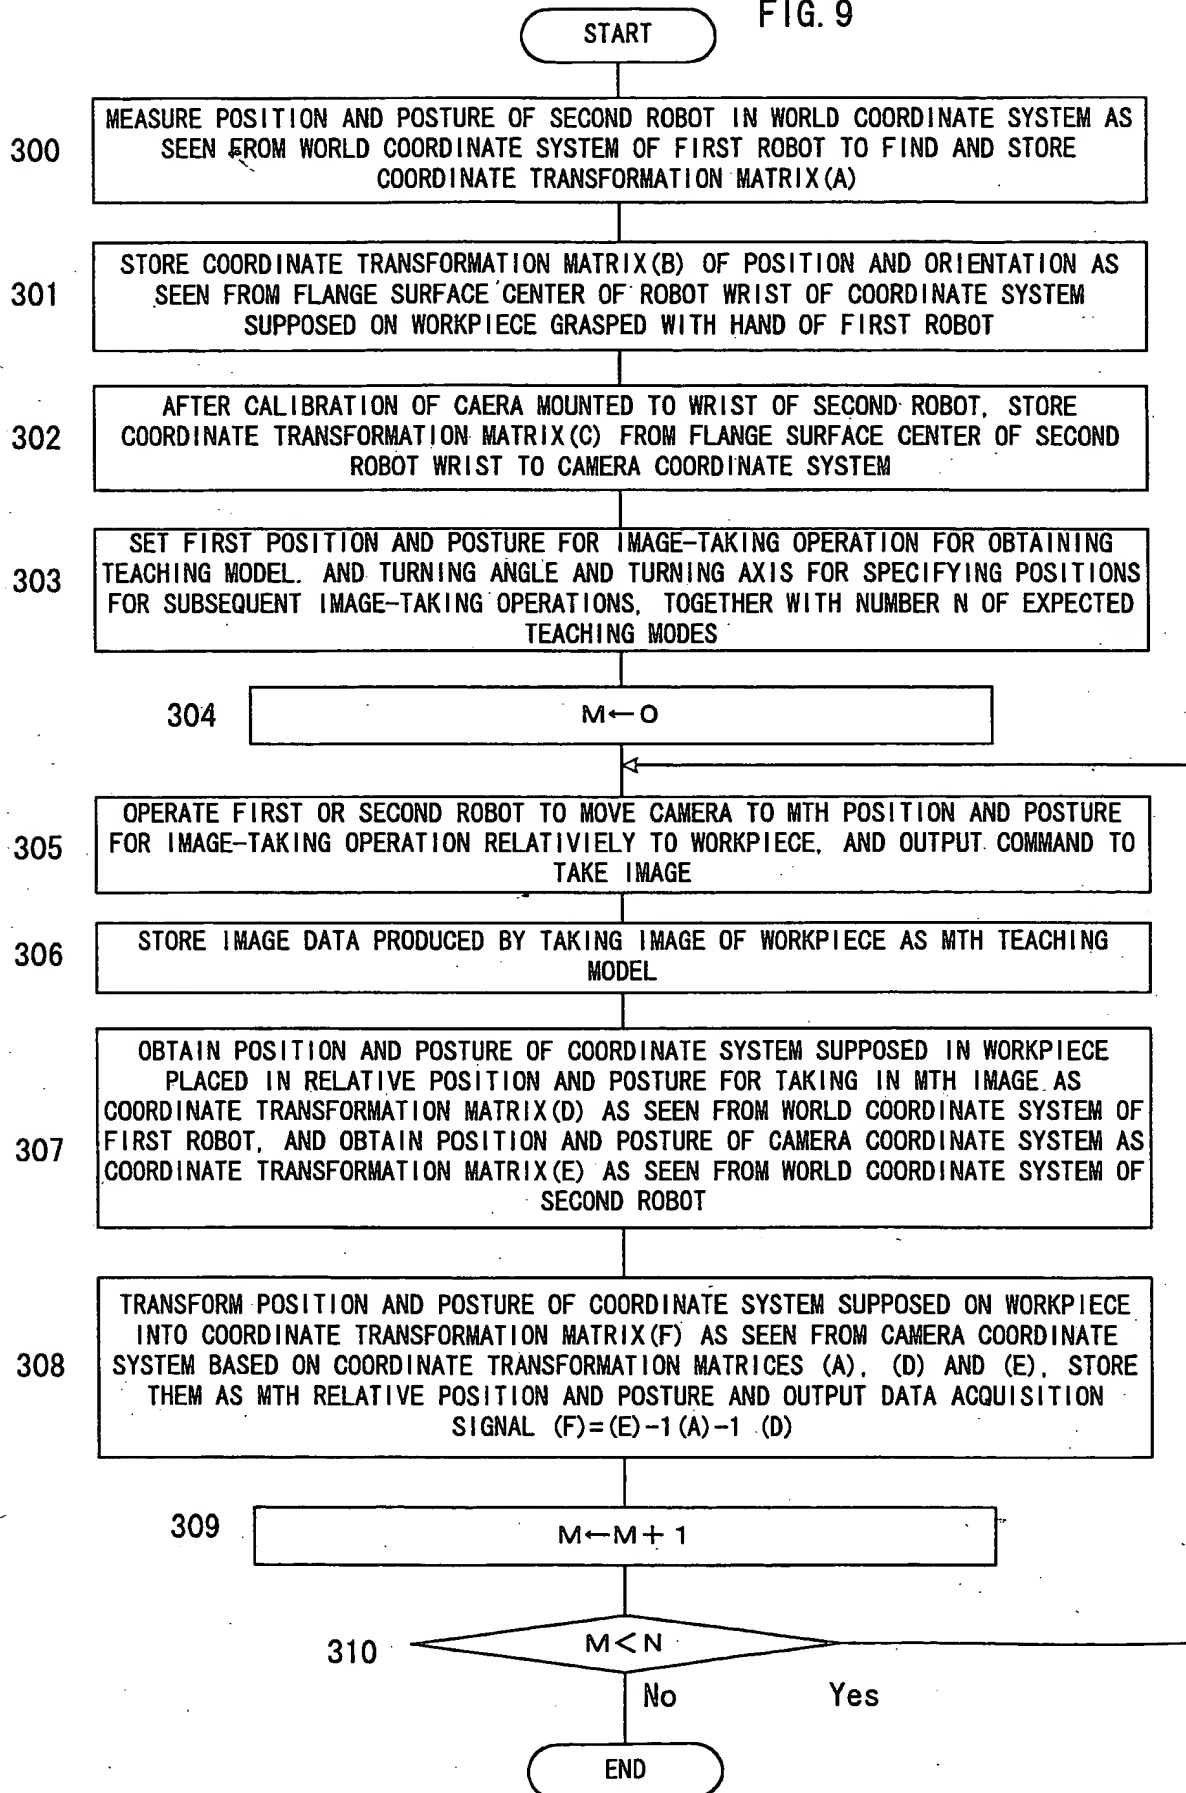 FIG. 9
START
300
MEASURE POSITION AND POSTURE OF SECOND ROBOT IN WORLD COORDINATE SYSTEM AS
SEEN FROM WORLD COORDINATE SYSTEM OF FIRST ROBOT TO FIND AND STORE
COORDINATE TRANSFORMATION MATRIX(A)
301
STORE COORDINATE TRANSFORMATION MATRIX(B) OF POSITION AND ORIENTATION AS
SEEN FROM FLANGE SURFACE CENTER OF ROBOT WRIST OF COORDINATE SYSTEM
SUPPOSED ON WORKPIECE GRASPED WITH HAND OF FIRST ROBOT
302
AFTER CALIBRATION OF CAERA MOUNTED TO WRIST OF SECOND ROBOT, STORE
COORDINATE TRANSFORMATION MATRIX(C) FROM FLANGE SURFACE CENTER OF SECOND
ROBOT WRIST TO CAMERA COORDINATE SYSTEM
303
SET FIRST POSITION AND POSTURE FOR IMAGE-TAKING OPERATION FOR OBTAINING
TEACHING MODEL. AND TURNING ANGLE AND TURNING AXIS FOR SPECIFYING POSITIONS
FOR SUBSEQUENT IMAGE-TAKING OPERATIONS, TOGETHER WITH NUMBER N OF EXPECTED
TEACHING MODES
304
M←0
305
OPERATE FIRST OR SECOND ROBOT TO MOVE CAMERA TO MTH POSITION AND POSTURE
FOR IMAGE-TAKING OPERATION RELATIVIELY TO WORKPIECE, AND OUTPUT COMMAND TO
TAKE IMAGE
306
STORE IMAGE DATA PRODUCED BY TAKING IMAGE OF WORKPIECE AS MTH TEACHING
MODEL
307
OBTAIN POSITION AND POSTURE OF COORDINATE SYSTEM SUPPOSED IN WORKPIECE
PLACED IN RELATIVE POSITION AND POSTURE FOR TAKING IN MTH IMAGE AS
COORDINATE TRANSFORMATION MATRIX(D) AS SEEN FROM WORLD COORDINATE SYSTEM OF
FIRST ROBOT, AND OBTAIN POSITION AND POSTURE OF CAMERA COORDINATE SYSTEM AS
COORDINATE TRANSFORMATION MATRIX(E) AS SEEN FROM WORLD COORDINATE SYSTEM OF
SECOND ROBOT
308
TRANSFORM POSITION AND POSTURE OF COORDINATE SYSTEM SUPPOSED ON WORKPIECE
INTO COORDINATE TRANSFORMATION MATRIX(F) AS SEEN FROM CAMERA COORDINATE
SYSTEM BASED ON COORDINATE TRANSFORMATION MATRICES (A), (D) AND (E), STORE
THEM AS MTH RELATIVE POSITION AND POSTURE AND OUTPUT DATA ACQUISITION
SIGNAL (F)=(E)-1(A)-1 (D)
309
M←M+1
310
M<N
No
Yes
END